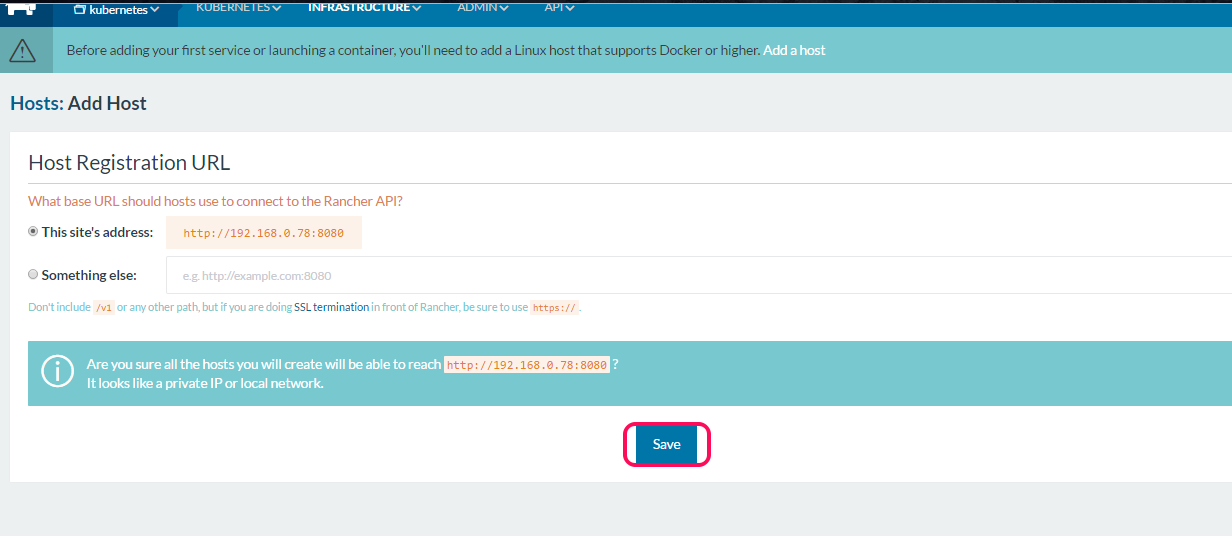 kubernetes KUBERNETES INFRASTRUCTURE ADMIN API
Before adding your first service or launching a container, you'll need to add a Linux host that supports Docker or higher. Add a host
Hosts: Add Host
Host Registration URL
What base URL should hosts use to connect to the Rancher API?
This site's address: http://192.168.0.78:8080
Something else: e.g. http://example.com:8080
Don't include /v1 or any other path, but if you are doing SSL termination in front of Rancher, be sure to use https://.
Are you sure all the hosts you will create will be able to reach http://192.168.0.78:8080 ?
It looks like a private IP or local network.
Save